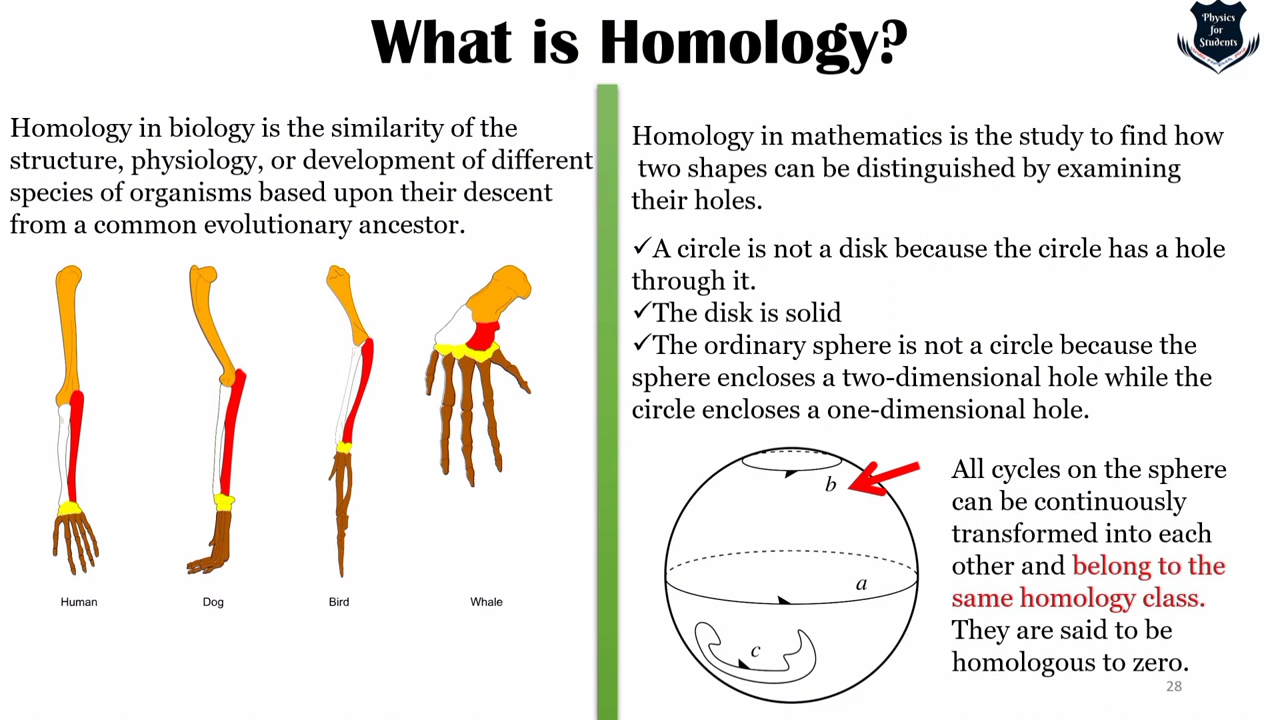 What is Homology?
Physics
for
Students
Homology in biology is the similarity of the
structure, physiology, or development of different
species of organisms based upon their descent
from a common evolutionary ancestor.
Human
Dog
Bird
Whale
Homology in mathematics is the study to find how
two shapes can be distinguished by examining
their holes.
✓A circle is not a disk because the circle has a hole
through it.
✓The disk is solid
✓The ordinary sphere is not a circle because the
sphere encloses a two-dimensional hole while the
circle encloses a one-dimensional hole.
b
a
c
All cycles on the sphere
can be continuously
transformed into each
other and belong to the
same homology class.
They are said to be
homologous to zero.
28